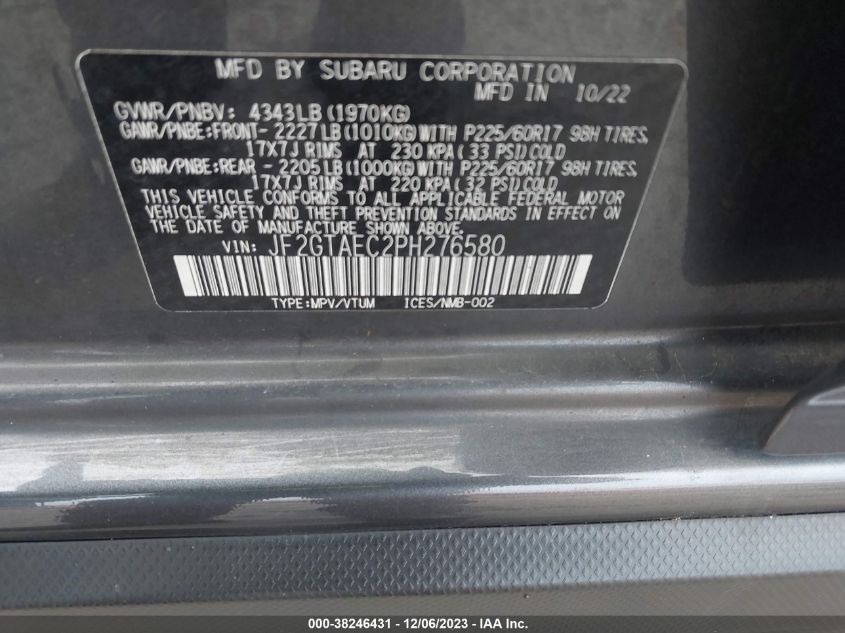 MFD BY SUBARU CORPORATION
MFD IN 10/22
GVWR/PNBV: 4343LB (1970KG)
GAWR/PNBE:FRONT-2227LB(1010KG)WITH P225/60R17 98H TIRES,
17X7J RIMS AT 230 KPA(33 PSI)COLD
GAWR/PNBE:REAR -2205LB(1000KG)WITH P225/60R17 98H TIRES,
17X7J RIMS AT 220 KPA(32 PSI)COLD
THIS VEHICLE CONFORMS TO ALL APPLICABLE FEDERAL MOTOR
VEHICLE SAFETY AND THEFT PREVENTION STANDARDS IN EFFECT ON
THE DATE OF MANUFACTURE SHOWN ABOVE.
VIN: JF2GTAEC2PH276580
TYPE:MPV/VTUM ICES/NMB-002
000-38246431 - 12/06/2023 - IAA Inc.